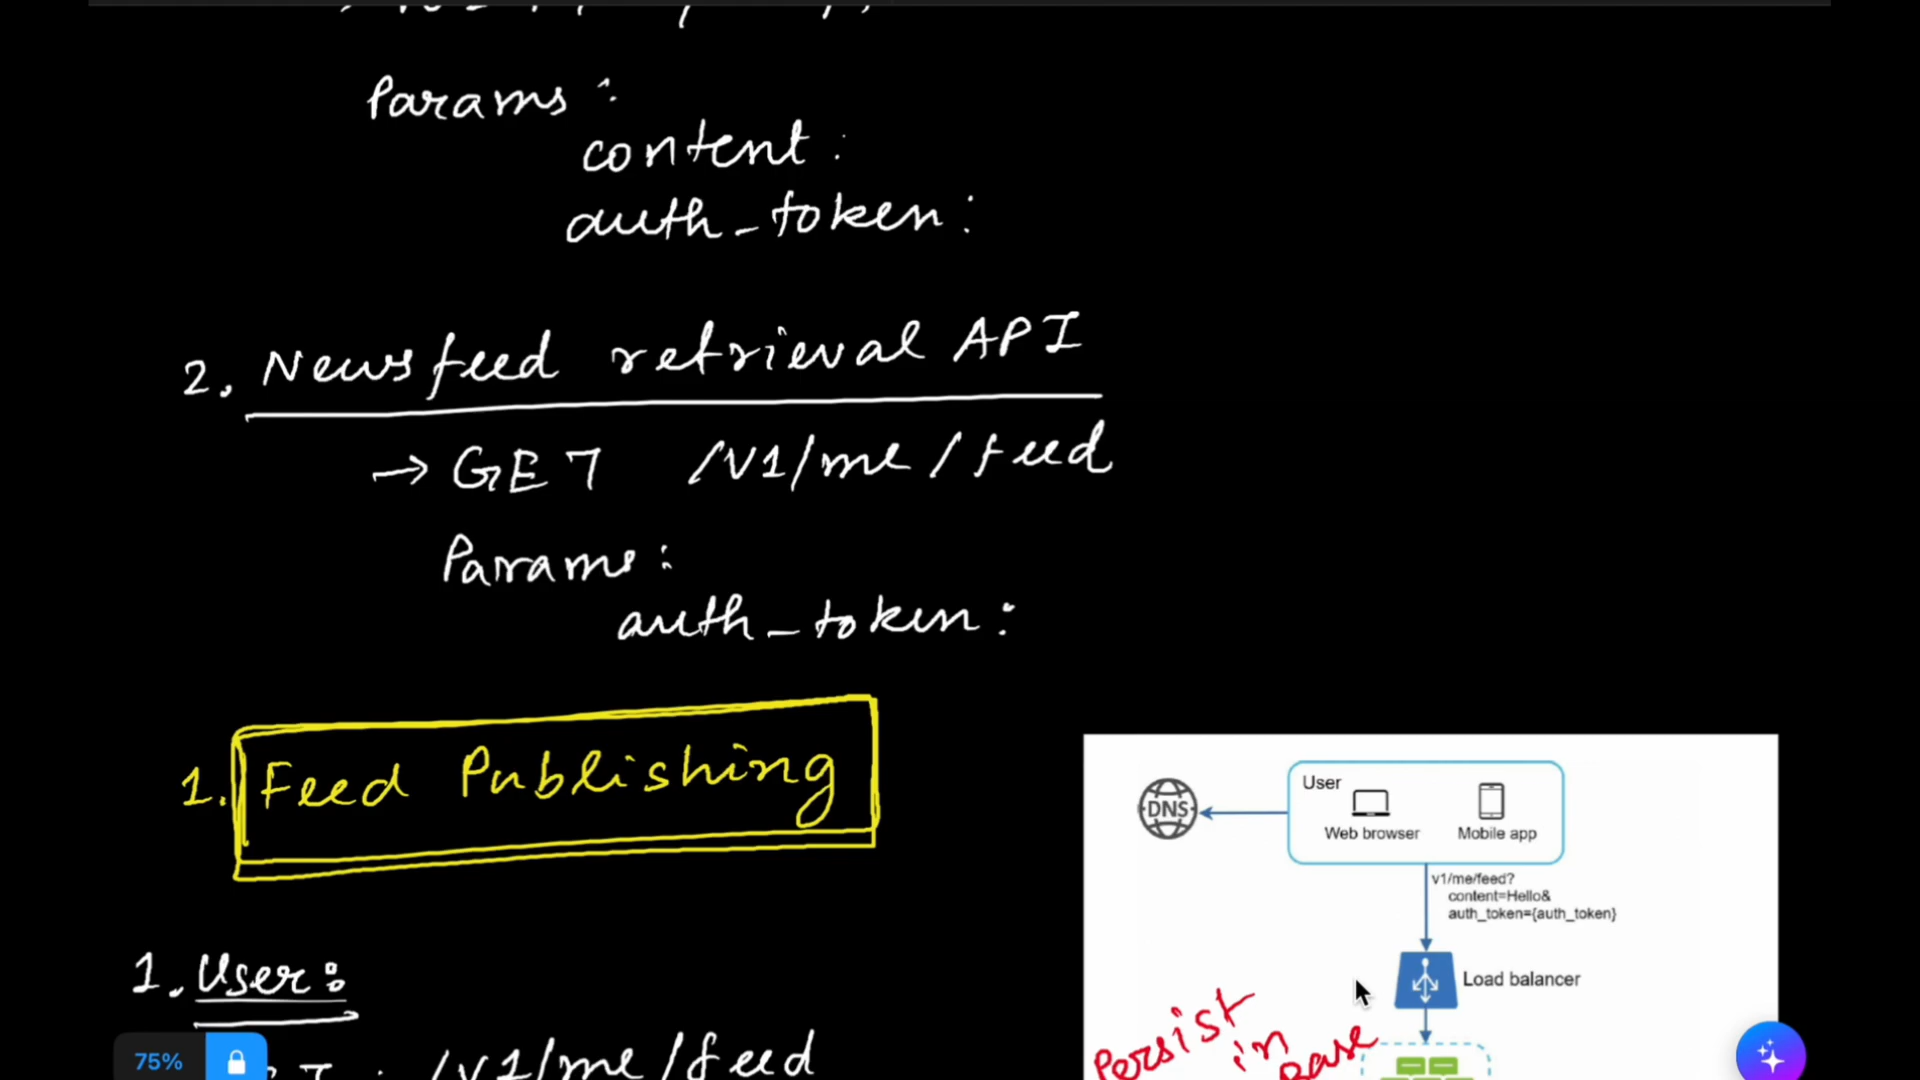 Params :
content :
auth_token :
2. Newsfeed retrieval API
→ GET /v1/me/feed
Params :
auth_token :
1. Feed Publishing
DNS
User
Web browser
Mobile app
v1/me/feed?
content=Hello&
auth_token={auth_token}
1. User :
Load balancer
Persist
in
/v1/me/feed
75%